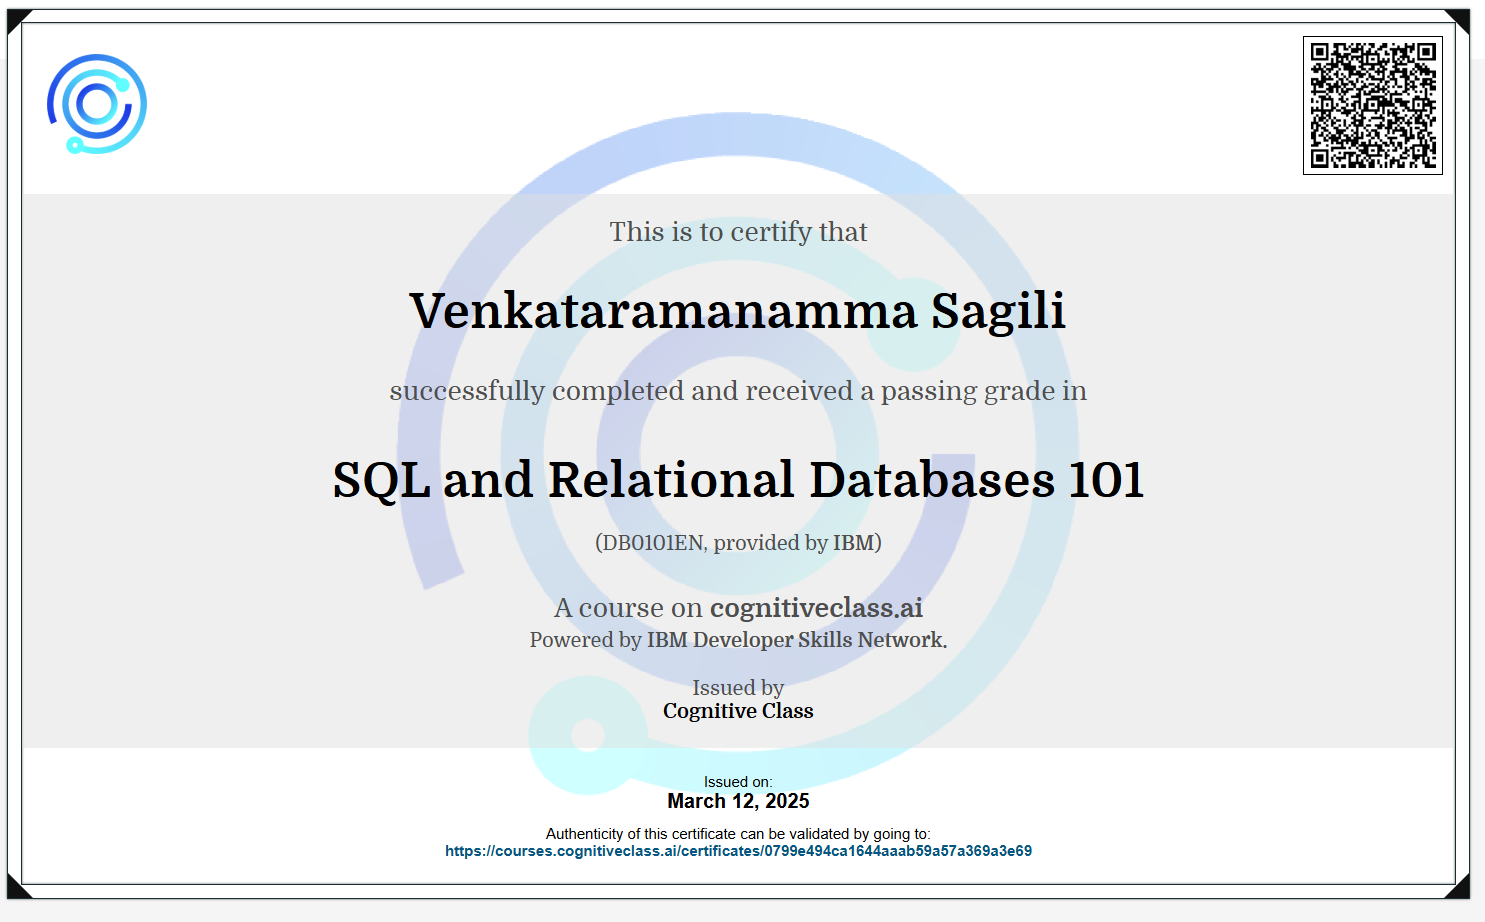 This is to certify that
Venkataramanamma Sagili
successfully completed and received a passing grade in
SQL and Relational Databases 101
(DB0101EN, provided by IBM)
A course on cognitiveclass.ai
Powered by IBM Developer Skills Network.
Issued by
Cognitive Class
Issued on:
March 12, 2025
Authenticity of this certificate can be validated by going to:
https://courses.cognitiveclass.ai/certificates/0799e494ca1644aaab59a57a369a3e69